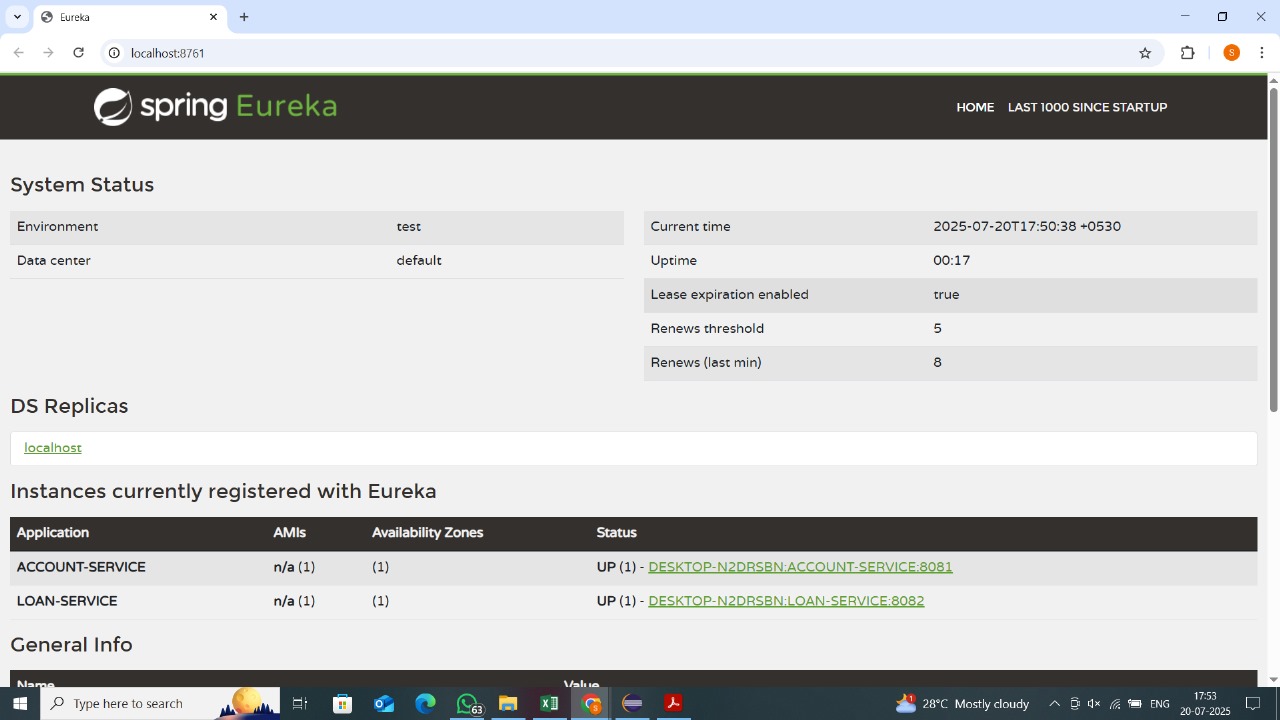 Eureka
localhost:8761
S
spring Eureka
HOME LAST 1000 SINCE STARTUP
System Status
Environment test
Data center default
Current time 2025-07-20T17:50:38 +0530
Uptime 00:17
Lease expiration enabled true
Renews threshold 5
Renews (last min) 8
DS Replicas
localhost
Instances currently registered with Eureka
Application AMIs Availability Zones Status
ACCOUNT-SERVICE n/a (1) (1) UP (1) - DESKTOP-N2DRSBN:ACCOUNT-SERVICE:8081
LOAN-SERVICE n/a (1) (1) UP (1) - DESKTOP-N2DRSBN:LOAN-SERVICE:8082
General Info
Name Value
Type here to search 63 S 1 28°C Mostly cloudy ENG 17:53
20-07-2025